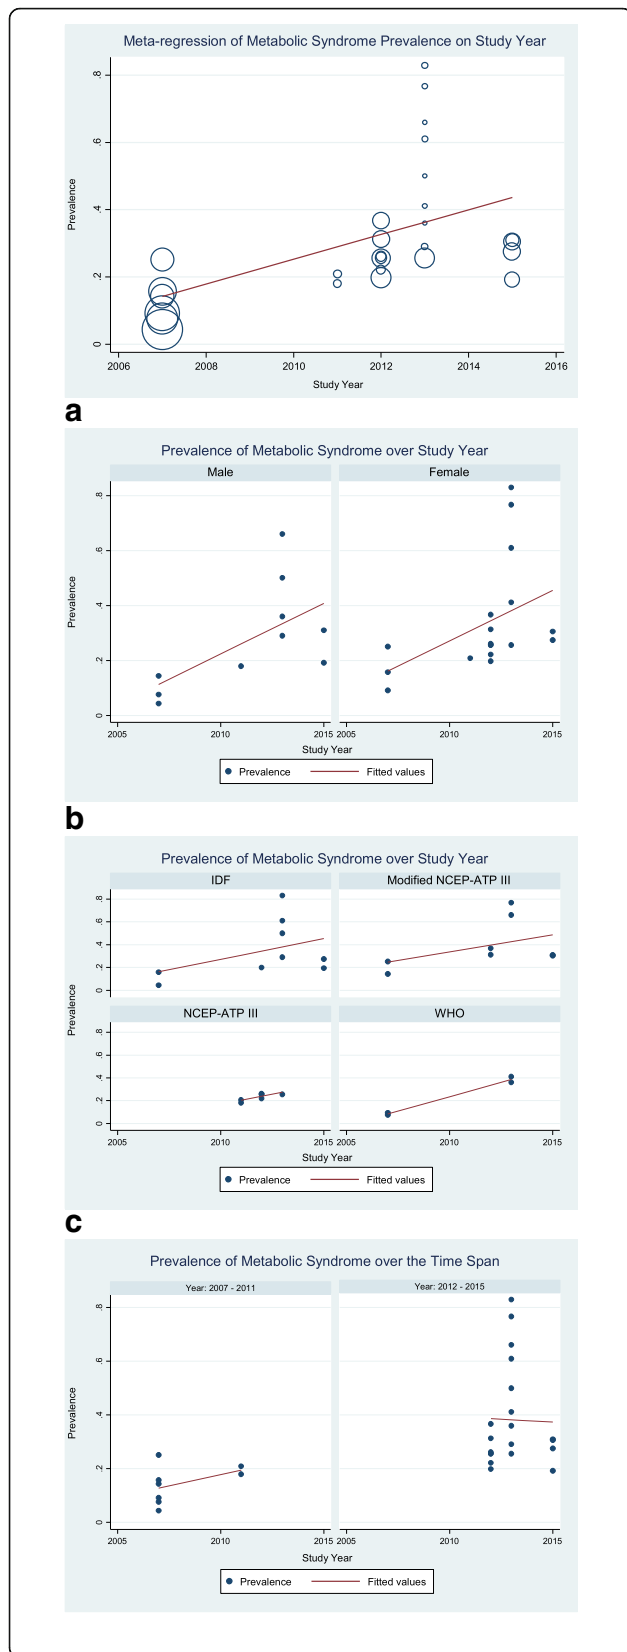 Meta-regression of Metabolic Syndrome Prevalence on Study Year
Prevalence
.8
.6
.4
.2
0
2006 2008 2010 2012 2014 2016
Study Year
a
Prevalence of Metabolic Syndrome over Study Year
Male Female
Prevalence
.8
.6
.4
.2
0
2005 2010 2015 2005 2010 2015
Study Year
Prevalence Fitted values
b
Prevalence of Metabolic Syndrome over Study Year
IDF Modified NCEP-ATP III
Prevalence
.8
.6
.4
.2
0
NCEP-ATP III WHO
.8
.6
.4
.2
0
2005 2010 2015 2005 2010 2015
Study Year
Prevalence Fitted values
c
Prevalence of Metabolic Syndrome over the Time Span
Year: 2007 - 2011 Year: 2012 - 2015
Prevalence
.8
.6
.4
.2
0
2005 2010 2015 2005 2010 2015
Study Year
Prevalence Fitted values